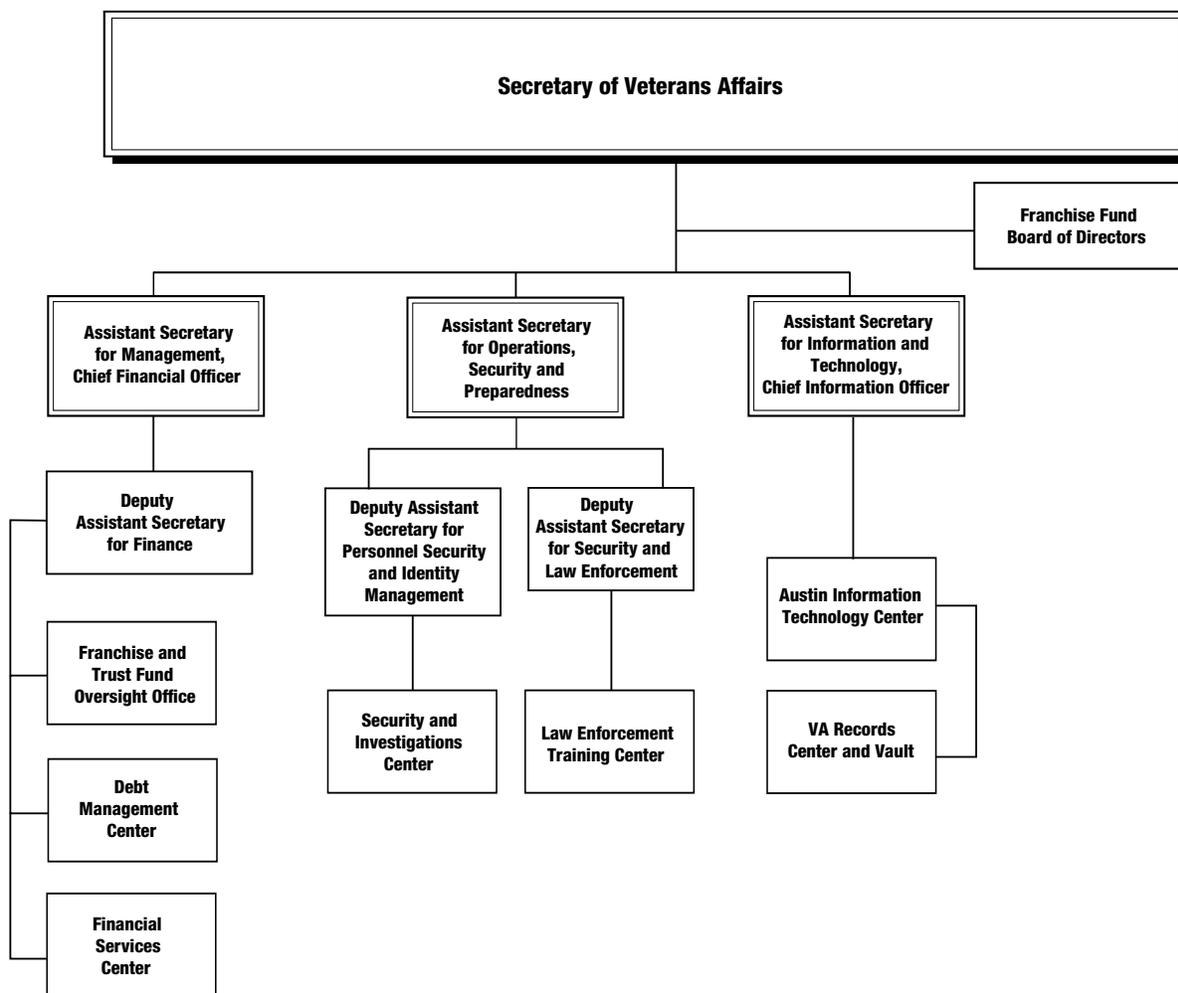 Secretary of Veterans Affairs
Franchise Fund
Board of Directors
Assistant Secretary
for Management,
Chief Financial Officer
Assistant Secretary
for Operations,
Security and
Preparedness
Assistant Secretary
for Information and
Technology,
Chief Information Officer
Deputy
Assistant Secretary
for Finance
Deputy Assistant
Secretary for
Personnel Security
and Identity
Management
Deputy
Assistant Secretary
for Security and
Law Enforcement
Austin Information
Technology Center
Franchise and
Trust Fund
Oversight Office
Security and
Investigations
Center
Law Enforcement
Training Center
VA Records
Center and Vault
Debt
Management
Center
Financial
Services
Center